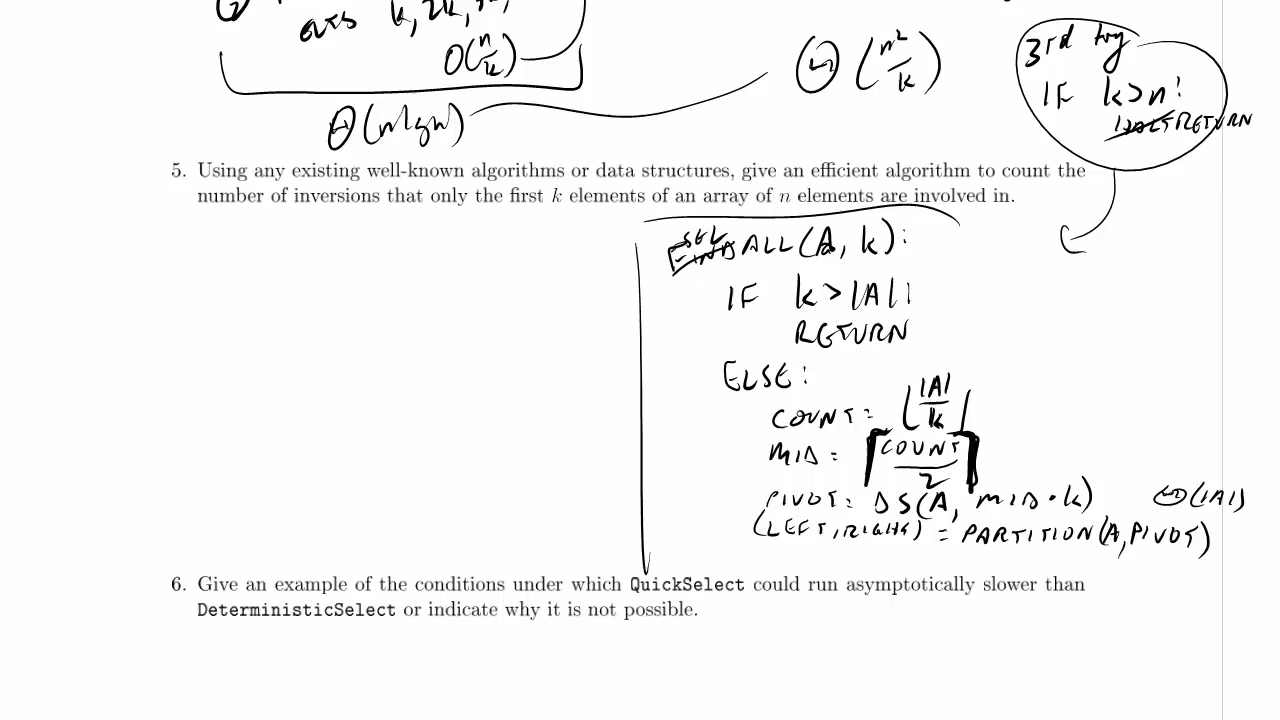 OUTS k, 2k, 3k,
O(n/k)
Θ(n²/k)
Θ(n lg n)
3rd try
IF k>n:
HALT RETURN
5. Using any existing well-known algorithms or data structures, give an efficient algorithm to count the
number of inversions that only the first k elements of an array of n elements are involved in.
SELALL(A, k):
IF k>|A|:
RETURN
ELSE:
COUNT = ⌊|A|/k⌋
MID = ⌈COUNT/2⌉
PIVOT = DS(A, MID·k) Θ(|A|)
(LEFT, RIGHT) = PARTITION(A, PIVOT)
6. Give an example of the conditions under which QuickSelect could run asymptotically slower than
DeterministicSelect or indicate why it is not possible.